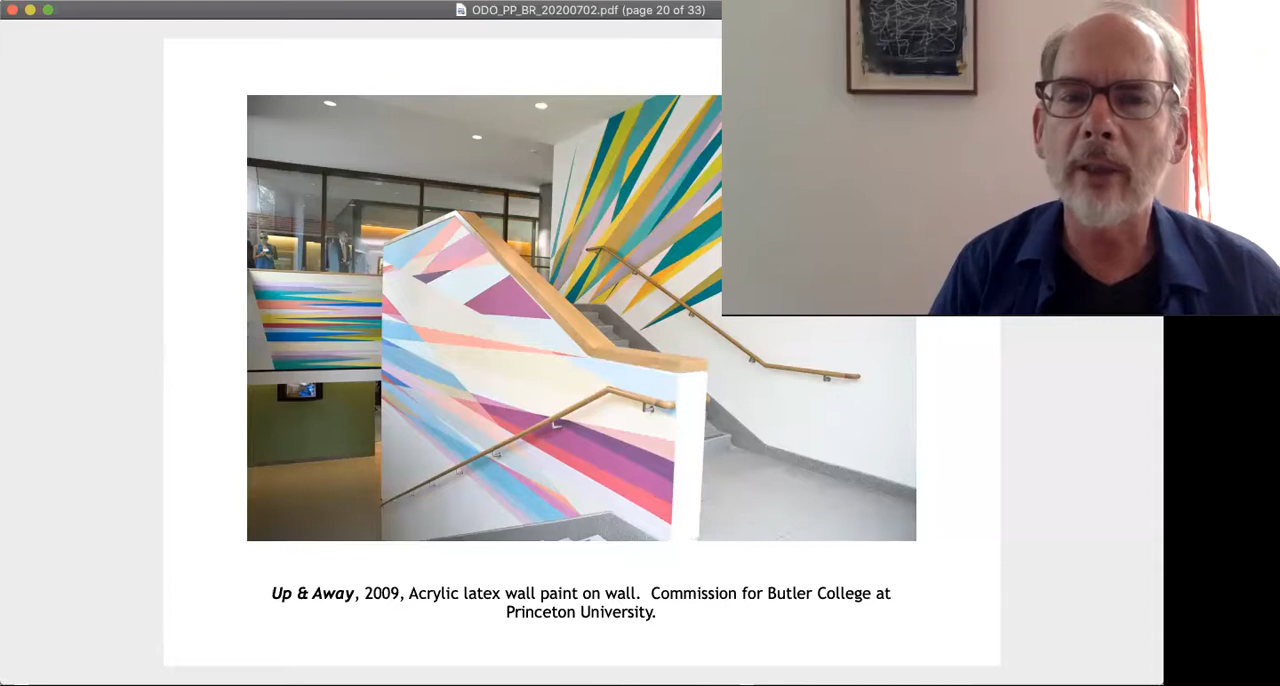 ODO_PP_BR_20200702.pdf (page 20 of 33)
Up & Away, 2009, Acrylic latex wall paint on wall. Commission for Butler College at
Princeton University.